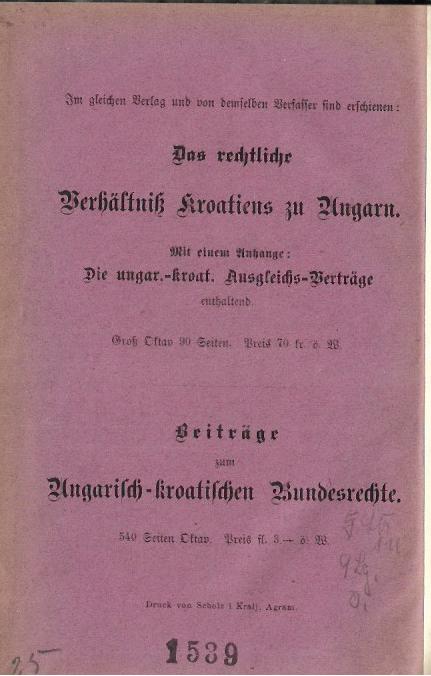 Im gleichen Verlag und von demselben Verfasser sind erschienen:
Das rechtliche
Verhältniß Kroatiens zu Ungarn.
Mit einem Anhange:
Die ungar.-kroat. Ausgleichs-Verträge
enthaltend.
Groß Oktav 90 Seiten. Preis 70 kr. ö. W.
Beiträge
zum
Ungarisch-kroatischen Bundesrechte.
540 Seiten Oktav. Preis fl. 3.— ö. W.
Druck von Scholz i Kralj, Agram.
1539
25